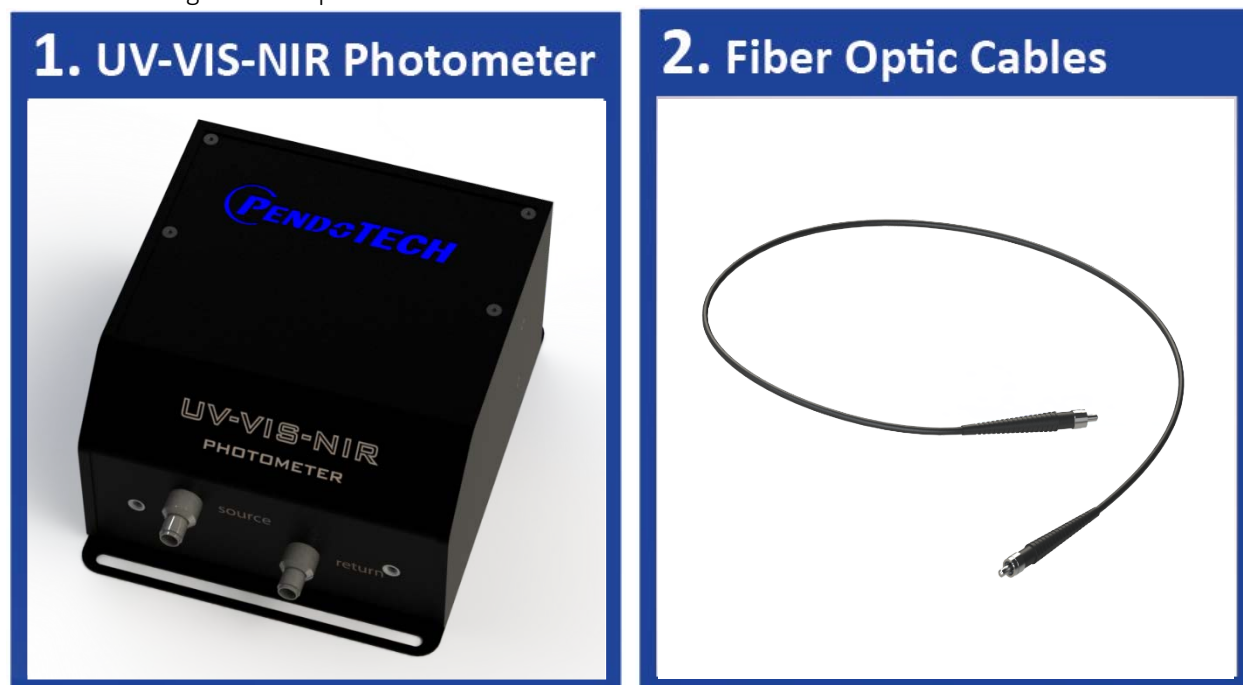 1. UV-VIS-NIR Photometer
PENDOTECH
UV-VIS-NIR
PHOTOMETER
source
return
2. Fiber Optic Cables